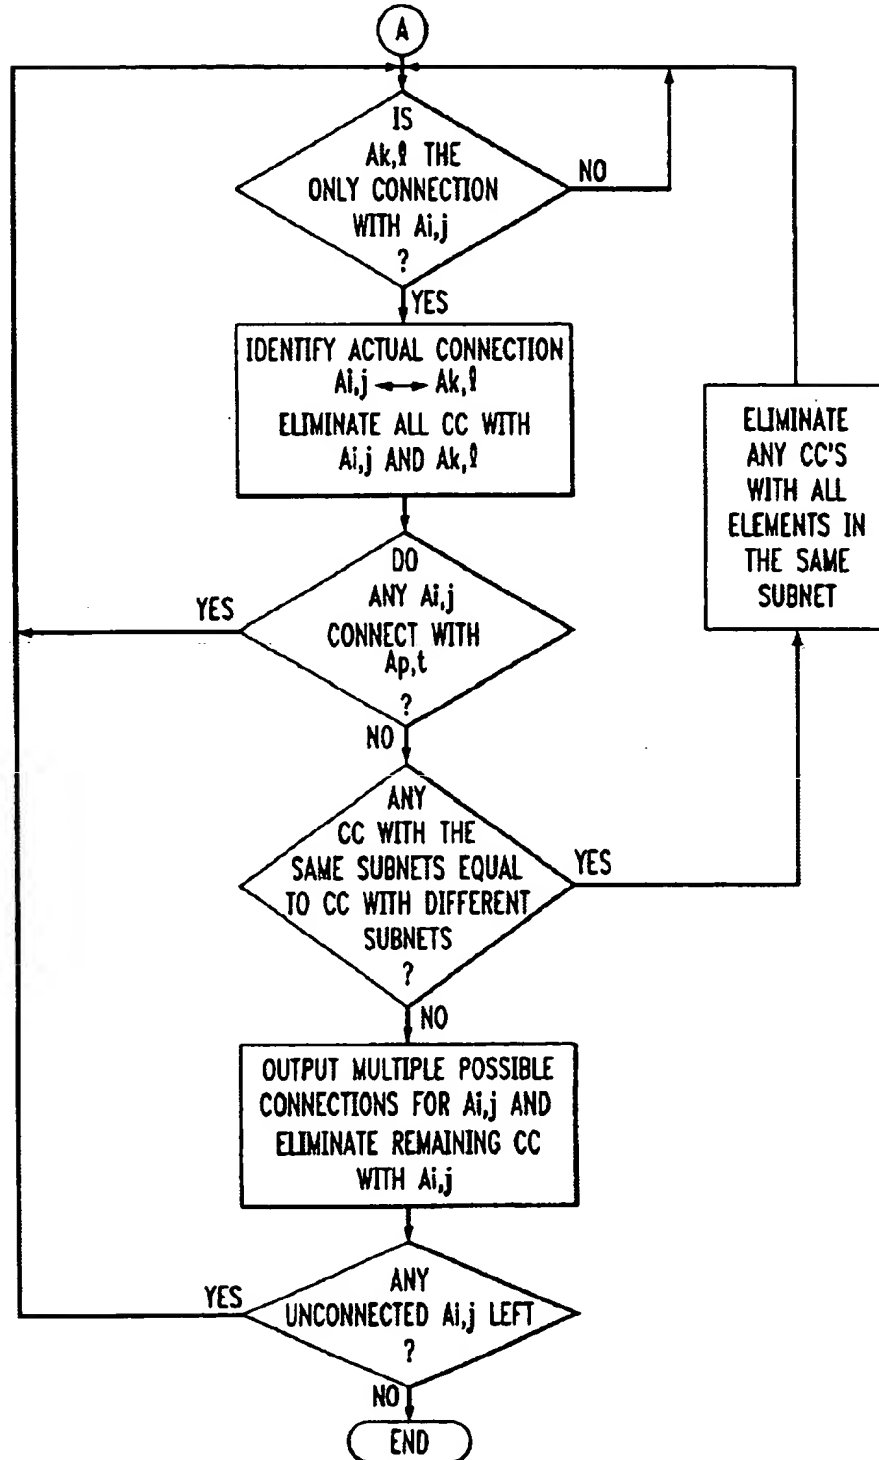 A
IS
Ak,ℓ THE
ONLY CONNECTION
WITH Ai,j
?
NO
YES
IDENTIFY ACTUAL CONNECTION
Ai,j ↔ Ak,ℓ
ELIMINATE ALL CC WITH
Ai,j AND Ak,ℓ
ELIMINATE
ANY CC'S
WITH ALL
ELEMENTS IN
THE SAME
SUBNET
DO
ANY Ai,j
CONNECT WITH
Ap,t
?
YES
NO
ANY
CC WITH THE
SAME SUBNETS EQUAL
TO CC WITH DIFFERENT
SUBNETS
?
YES
NO
OUTPUT MULTIPLE POSSIBLE
CONNECTIONS FOR Ai,j AND
ELIMINATE REMAINING CC
WITH Ai,j
ANY
UNCONNECTED Ai,j LEFT
?
YES
NO
END